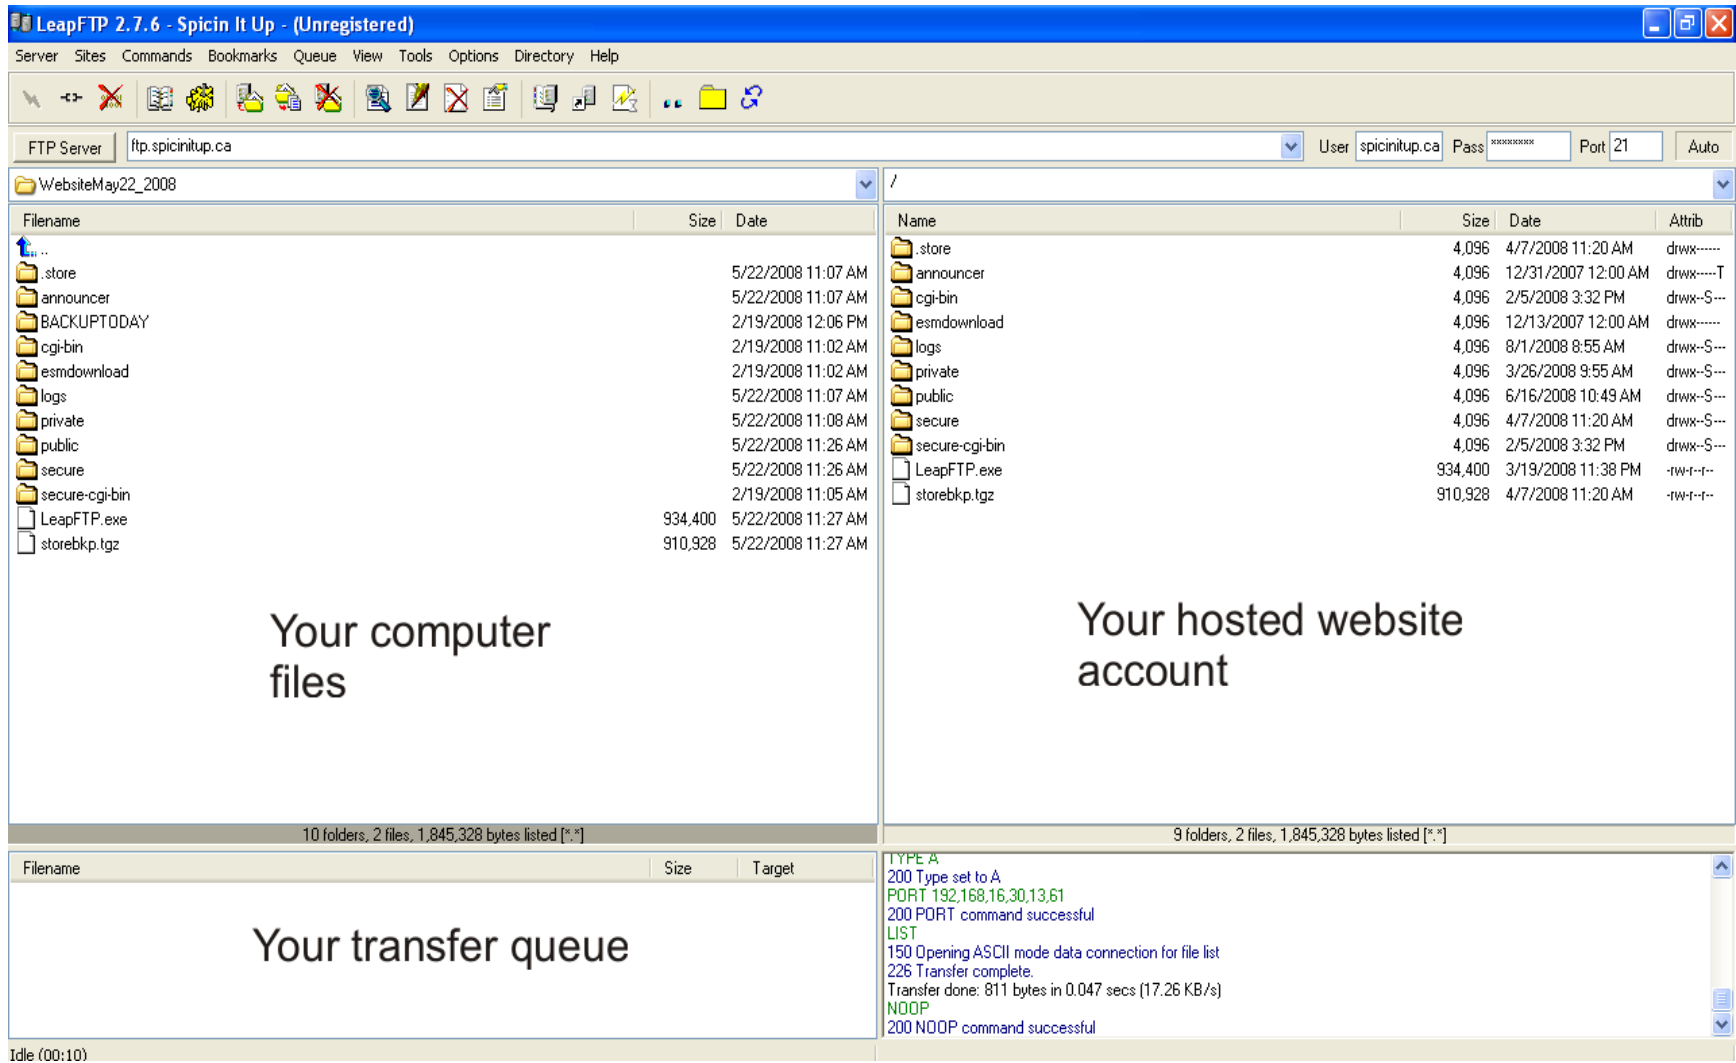 LeapFTP 2.7.6 - Spicin It Up - (Unregistered)
Server Sites Commands Bookmarks Queue View Tools Options Directory Help
FTP Server ftp.spicinitup.ca User spicinitup.ca Pass ******** Port 21 Auto
WebsiteMay22_2008
Filename Size Date
..
.store 5/22/2008 11:07 AM
announcer 5/22/2008 11:07 AM
BACKUPTODAY 2/19/2008 12:06 PM
cgi-bin 2/19/2008 11:02 AM
esmdownload 2/19/2008 11:02 AM
logs 5/22/2008 11:07 AM
private 5/22/2008 11:08 AM
public 5/22/2008 11:26 AM
secure 5/22/2008 11:26 AM
secure-cgi-bin 2/19/2008 11:05 AM
LeapFTP.exe 934,400 5/22/2008 11:27 AM
storebkp.tgz 910,928 5/22/2008 11:27 AM
Your computer
files
10 folders, 2 files, 1,845,328 bytes listed [*.*]
/
Name Size Date Attrib
.store 4,096 4/7/2008 11:20 AM drwx------
announcer 4,096 12/31/2007 12:00 AM drwx-----T
cgi-bin 4,096 2/5/2008 3:32 PM drwx--S---
esmdownload 4,096 12/13/2007 12:00 AM drwx------
logs 4,096 8/1/2008 8:55 AM drwx--S---
private 4,096 3/26/2008 9:55 AM drwx--S---
public 4,096 6/16/2008 10:49 AM drwx--S---
secure 4,096 4/7/2008 11:20 AM drwx--S---
secure-cgi-bin 4,096 2/5/2008 3:32 PM drwx--S---
LeapFTP.exe 934,400 3/19/2008 11:38 PM -rw-r--r--
storebkp.tgz 910,928 4/7/2008 11:20 AM -rw-r--r--
Your hosted website
account
9 folders, 2 files, 1,845,328 bytes listed [*.*]
Filename Size Target
Your transfer queue
TYPE A
200 Type set to A
PORT 192,168,16,30,13,61
200 PORT command successful
LIST
150 Opening ASCII mode data connection for file list
226 Transfer complete.
Transfer done: 811 bytes in 0.047 secs (17.26 KB/s)
NOOP
200 NOOP command successful
Idle (00:10)